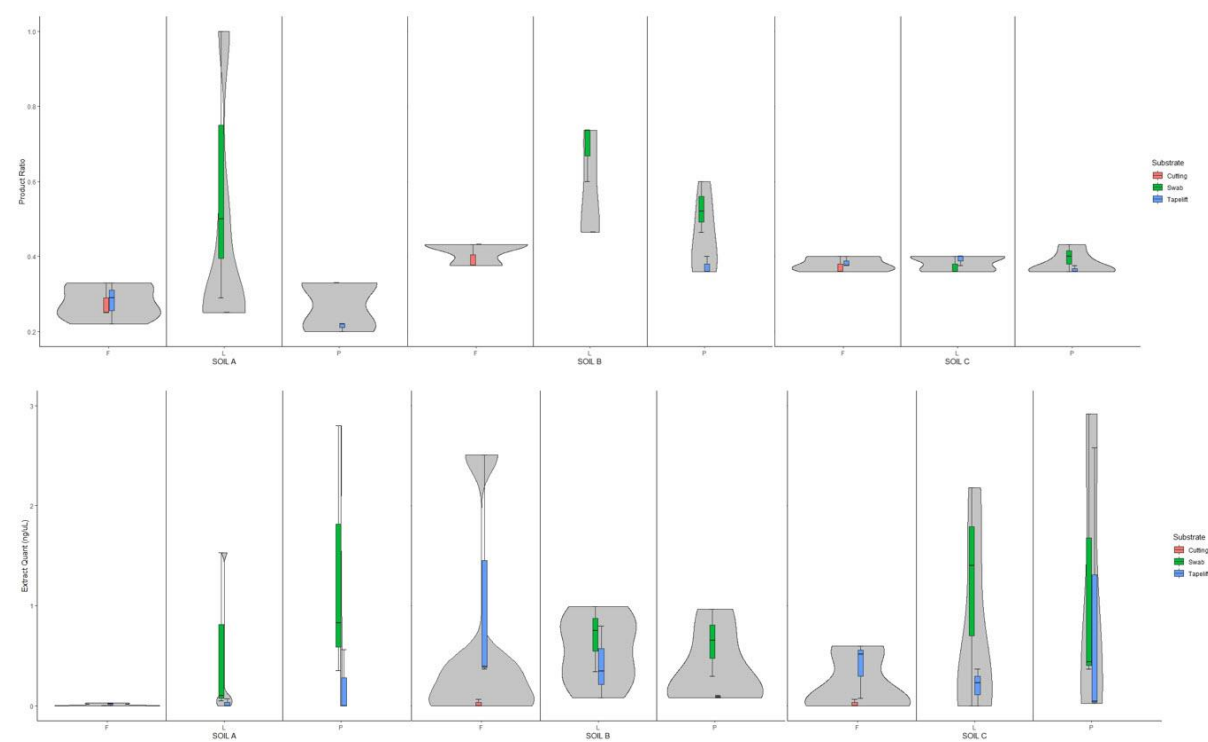 1.0
0.8
0.6
0.4
0.2
Product Ratio
F L P F L P F L P
SOIL A SOIL B SOIL C
Substrate
Cutting
Swab
Tapelift
3
2
1
0
Extract Quant (ng/uL)
F L P F L P F L P
SOIL A SOIL B SOIL C
Substrate
Cutting
Swab
Tapelift